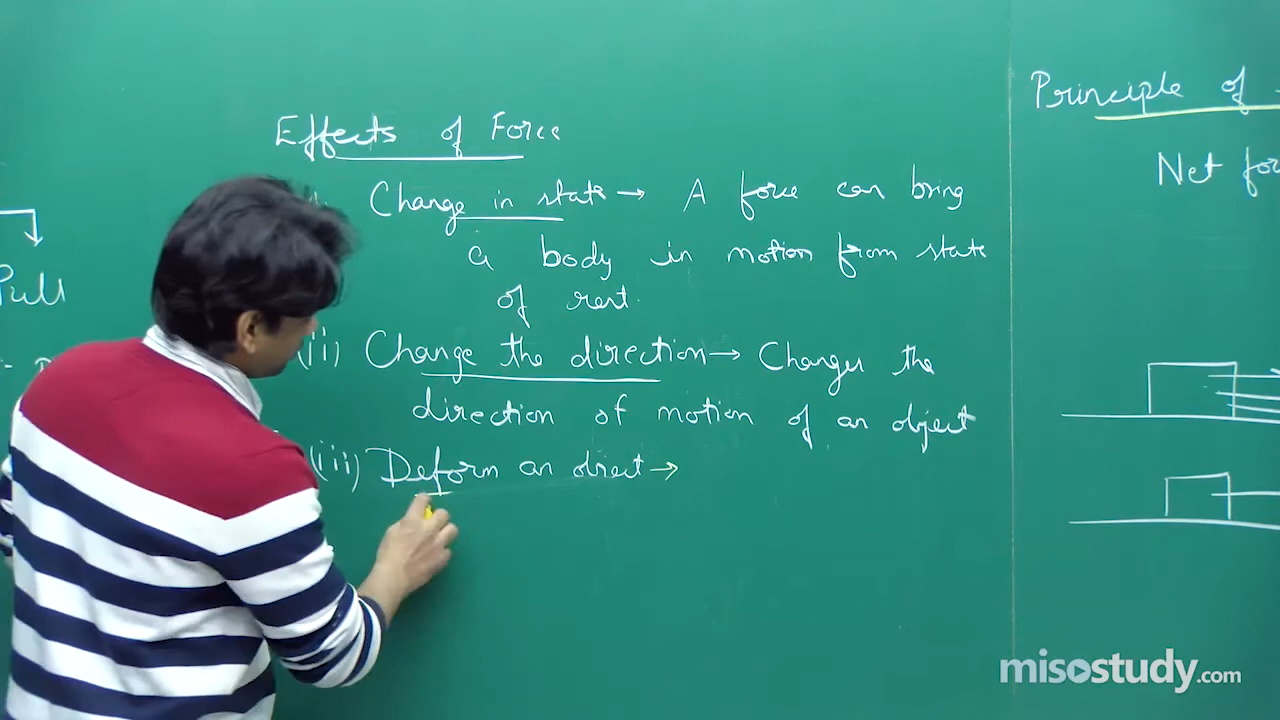 Pull
Effects of Force
Change in state → A force can bring
a body in motion from state
of rest
(ii) Change the direction → Changes the
direction of motion of an object
(iii) Deform an object →
Principle of
Net for
misostudy.com